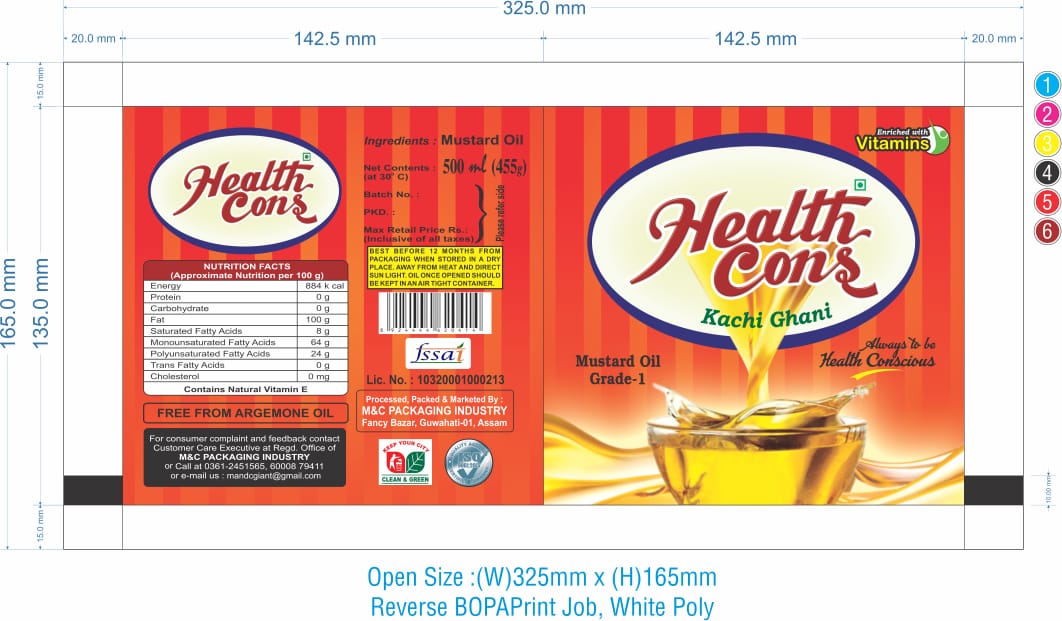 325.0 mm
20.0 mm
142.5 mm
142.5 mm
20.0 mm
15.0 mm
165.0 mm
135.0 mm
15.0 mm
10.00 mm
1
2
3
4
5
6
Health
Con's
NUTRITION FACTS
(Approximate Nutrition per 100 g)
Energy 884 k cal
Protein 0 g
Carbohydrate 0 g
Fat 100 g
Saturated Fatty Acids 8 g
Monounsaturated Fatty Acids 64 g
Polyunsaturated Fatty Acids 24 g
Trans Fatty Acids 0 g
Cholesterol 0 mg
Contains Natural Vitamin E
FREE FROM ARGEMONE OIL
For consumer complaint and feedback contact
Customer Care Executive at Regd. Office of
M&C PACKAGING INDUSTRY
or Call at 0361-2451565, 60008 79411
or e-mail us : mandcgiant@gmail.com
Ingredients : Mustard Oil
Net Contents : 500 ml (455g)
(at 30° C)
Batch No. :
PKD. :
Max Retail Price Rs.:
(Inclusive of all taxes)
Please refer side
BEST BEFORE 12 MONTHS FROM
PACKAGING WHEN STORED IN A DRY
PLACE, AWAY FROM HEAT AND DIRECT
SUN LIGHT. OIL ONCE OPENED SHOULD
BE KEPT IN AN AIR TIGHT CONTAINER.
fssai
Lic. No. : 10320001000213
Processed, Packed & Marketed By :
M&C PACKAGING INDUSTRY
Fancy Bazar, Guwahati-01, Assam
KEEP YOUR CITY
CLEAN & GREEN
ISO
Enriched with
Vitamins
Health
Con's
Kachi Ghani
Mustard Oil
Grade-1
Always to be
Health Conscious
Open Size :(W)325mm x (H)165mm
Reverse BOPAPrint Job, White Poly